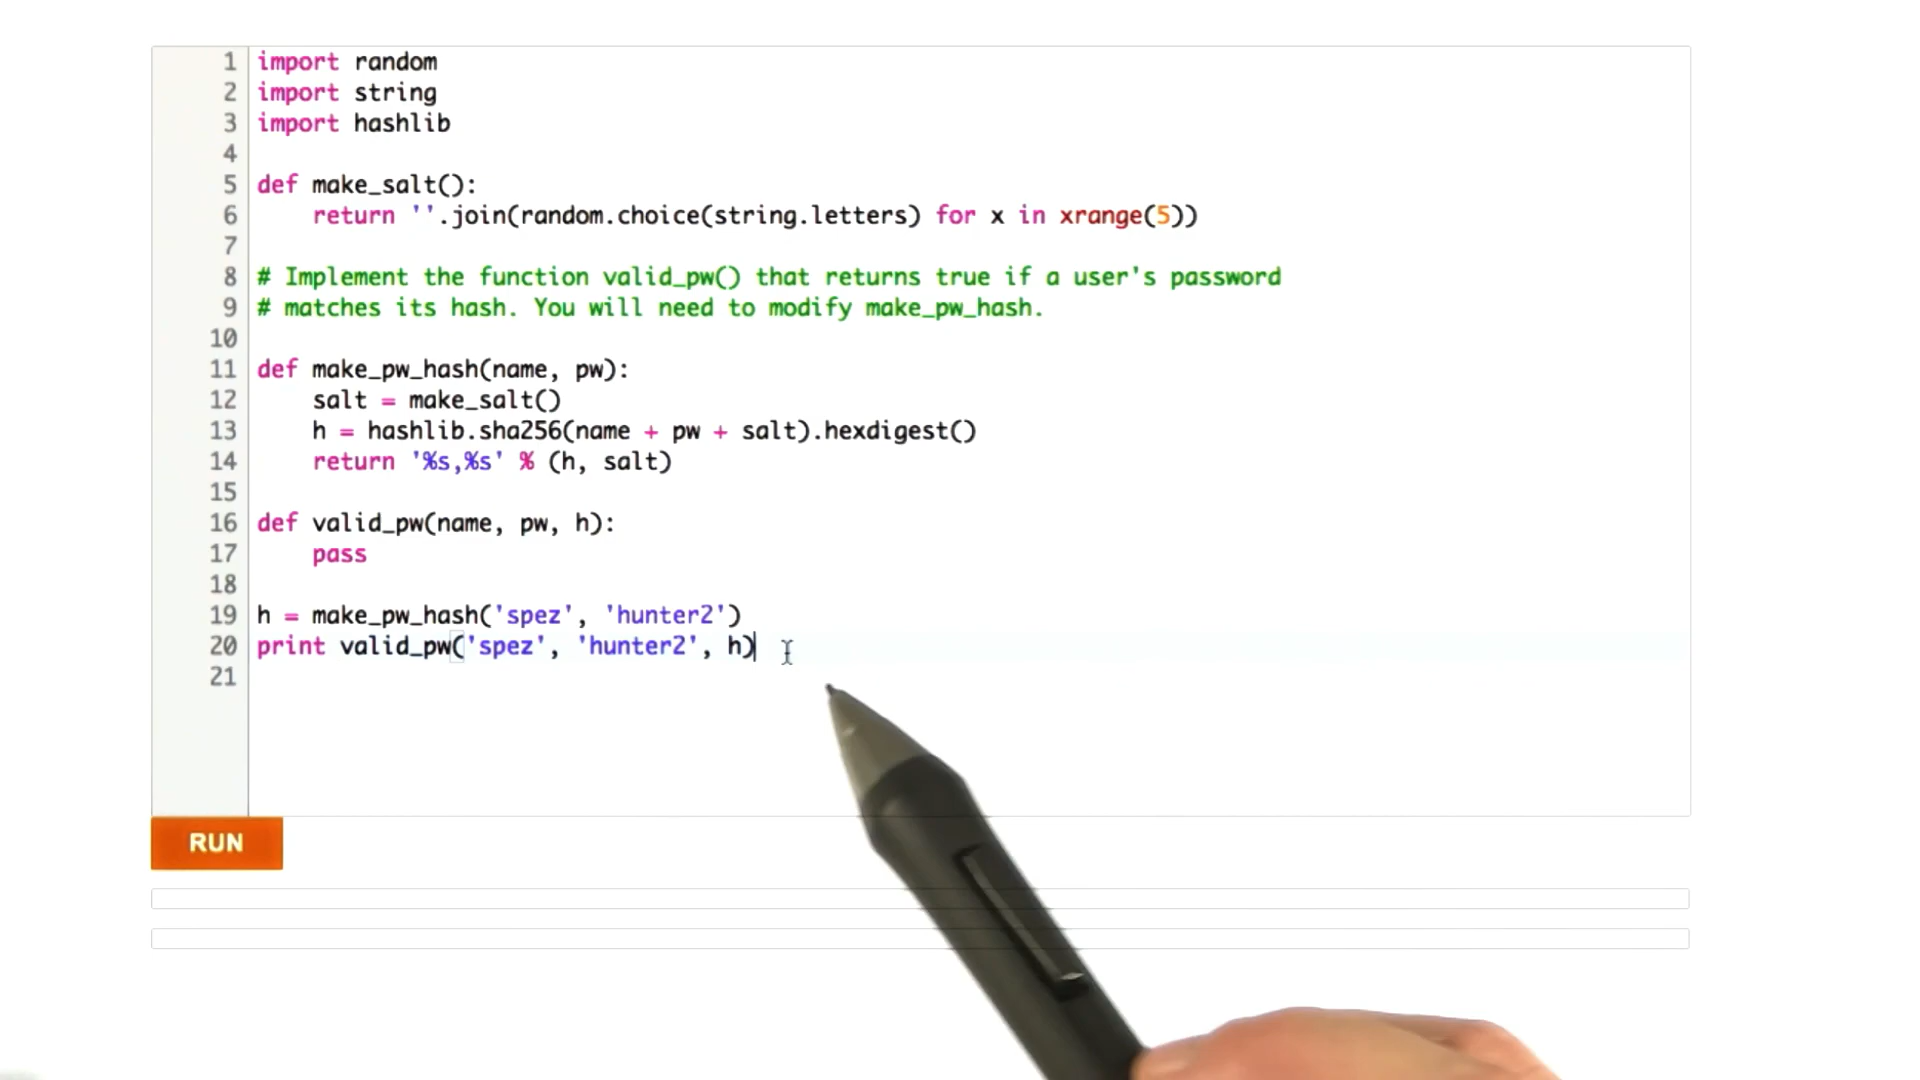 1 import random
2 import string
3 import hashlib
4
5 def make_salt():
6     return ''.join(random.choice(string.letters) for x in xrange(5))
7
8 # Implement the function valid_pw() that returns true if a user's password
9 # matches its hash. You will need to modify make_pw_hash.
10
11 def make_pw_hash(name, pw):
12     salt = make_salt()
13     h = hashlib.sha256(name + pw + salt).hexdigest()
14     return '%s,%s' % (h, salt)
15
16 def valid_pw(name, pw, h):
17     pass
18
19 h = make_pw_hash('spez', 'hunter2')
20 print valid_pw('spez', 'hunter2', h)
21
RUN